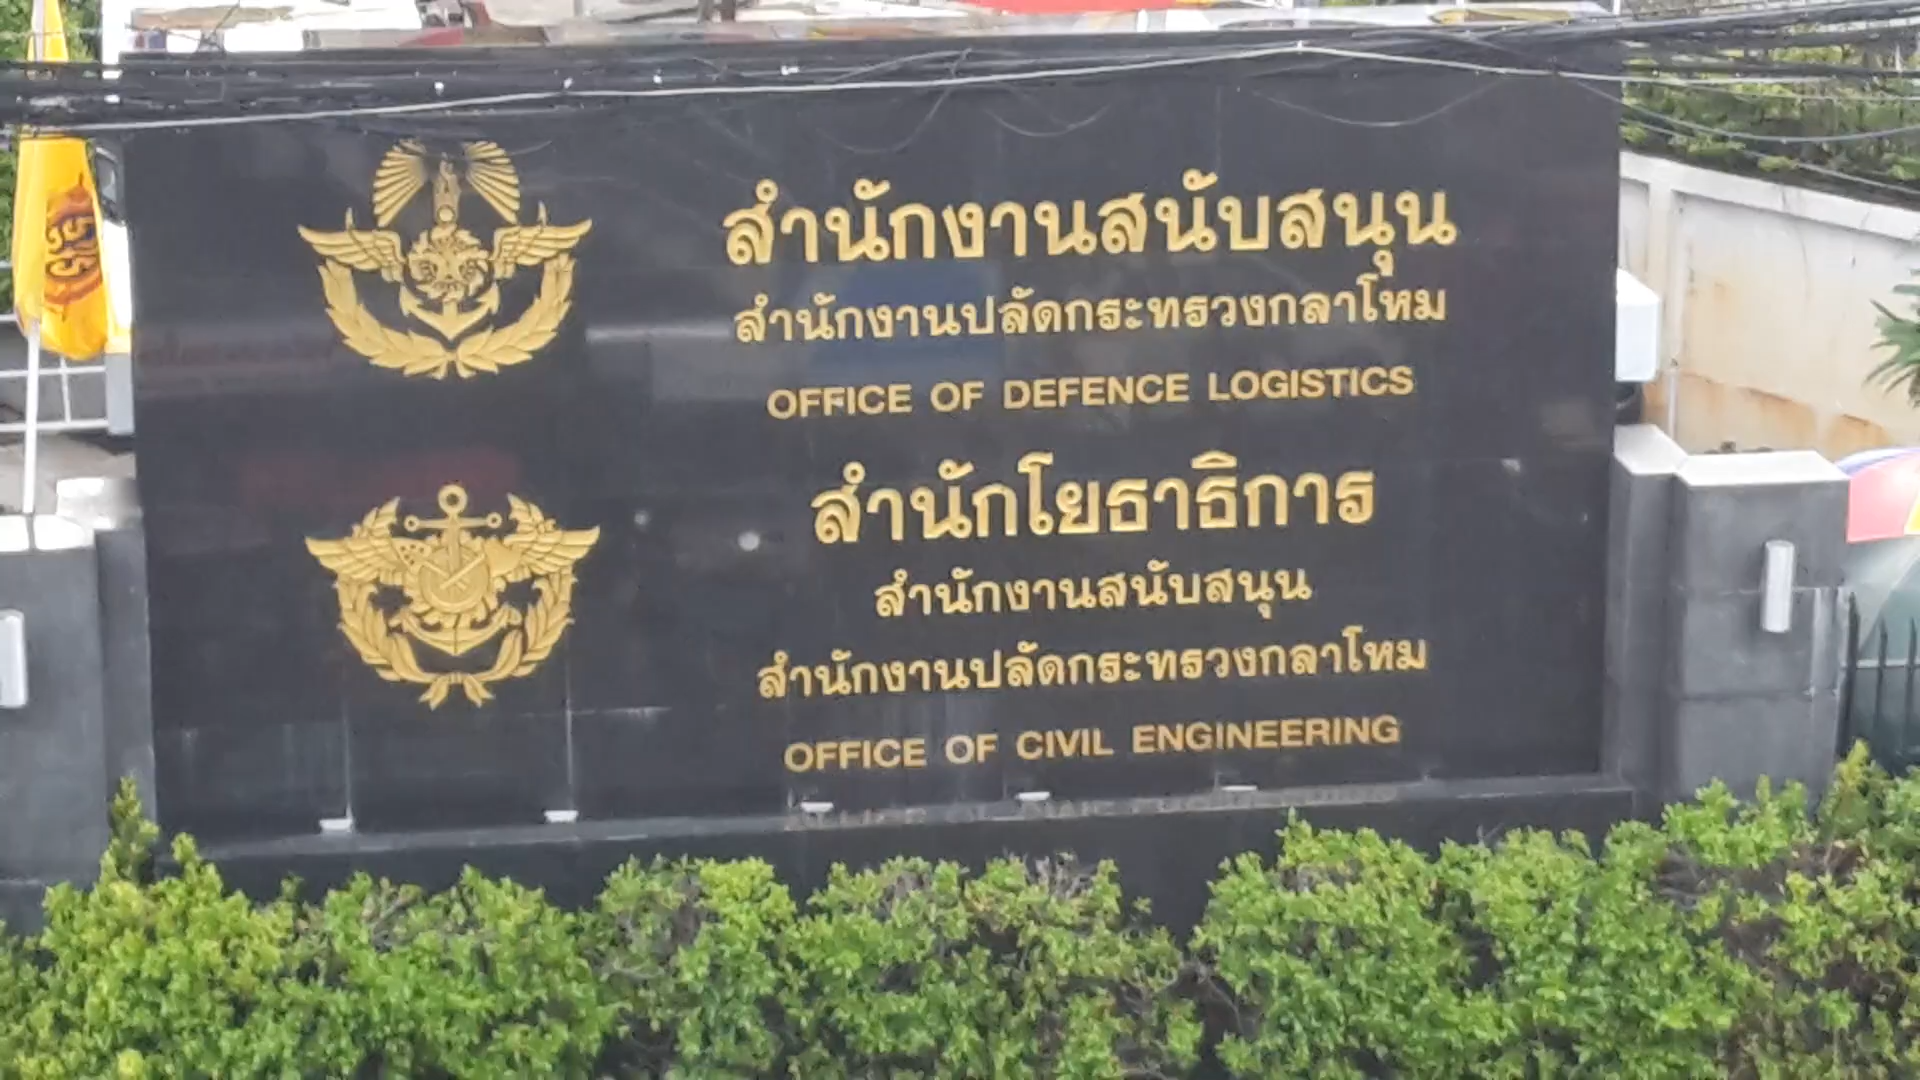 สำนักงานสนับสนุน
สำนักงานปลัดกระทรวงกลาโหม
OFFICE OF DEFENCE LOGISTICS
สำนักโยธาธิการ
สำนักงานสนับสนุน
สำนักงานปลัดกระทรวงกลาโหม
OFFICE OF CIVIL ENGINEERING